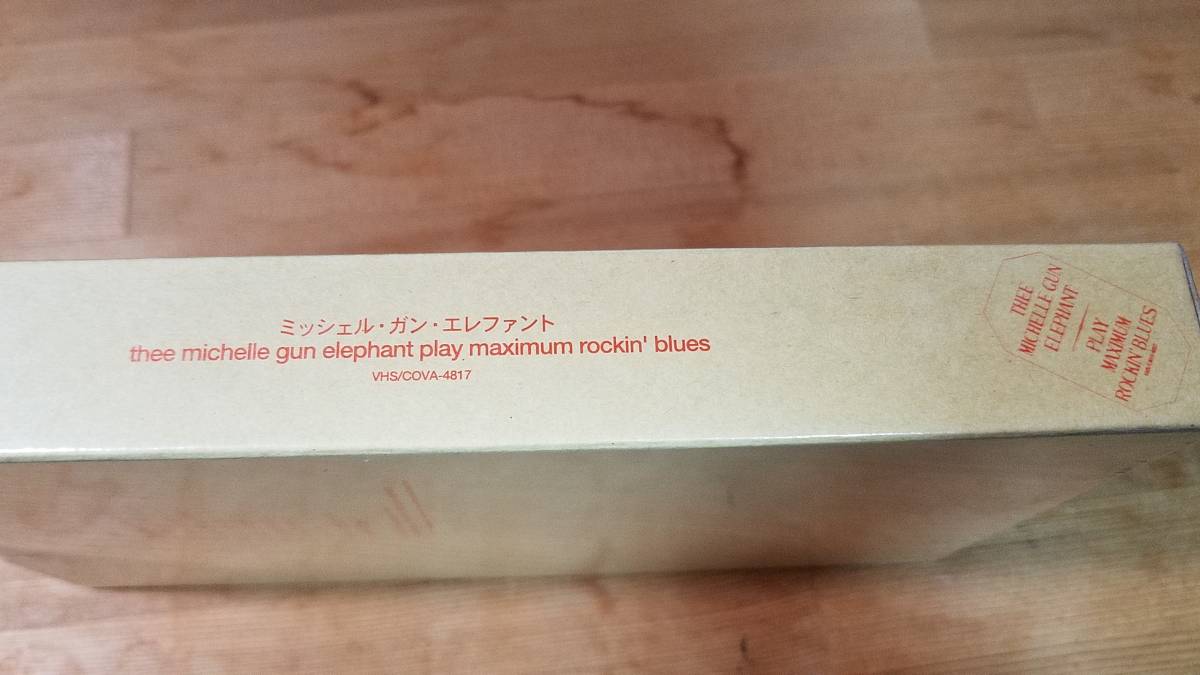 ミッシェル・ガン・エレファント
thee michelle gun elephant play maximum rockin' blues
VHS/COVA-4817
THEE
MICHELLE GUN
ELEPHANT
PLAY
MAXIMUM
ROCKIN' BLUES